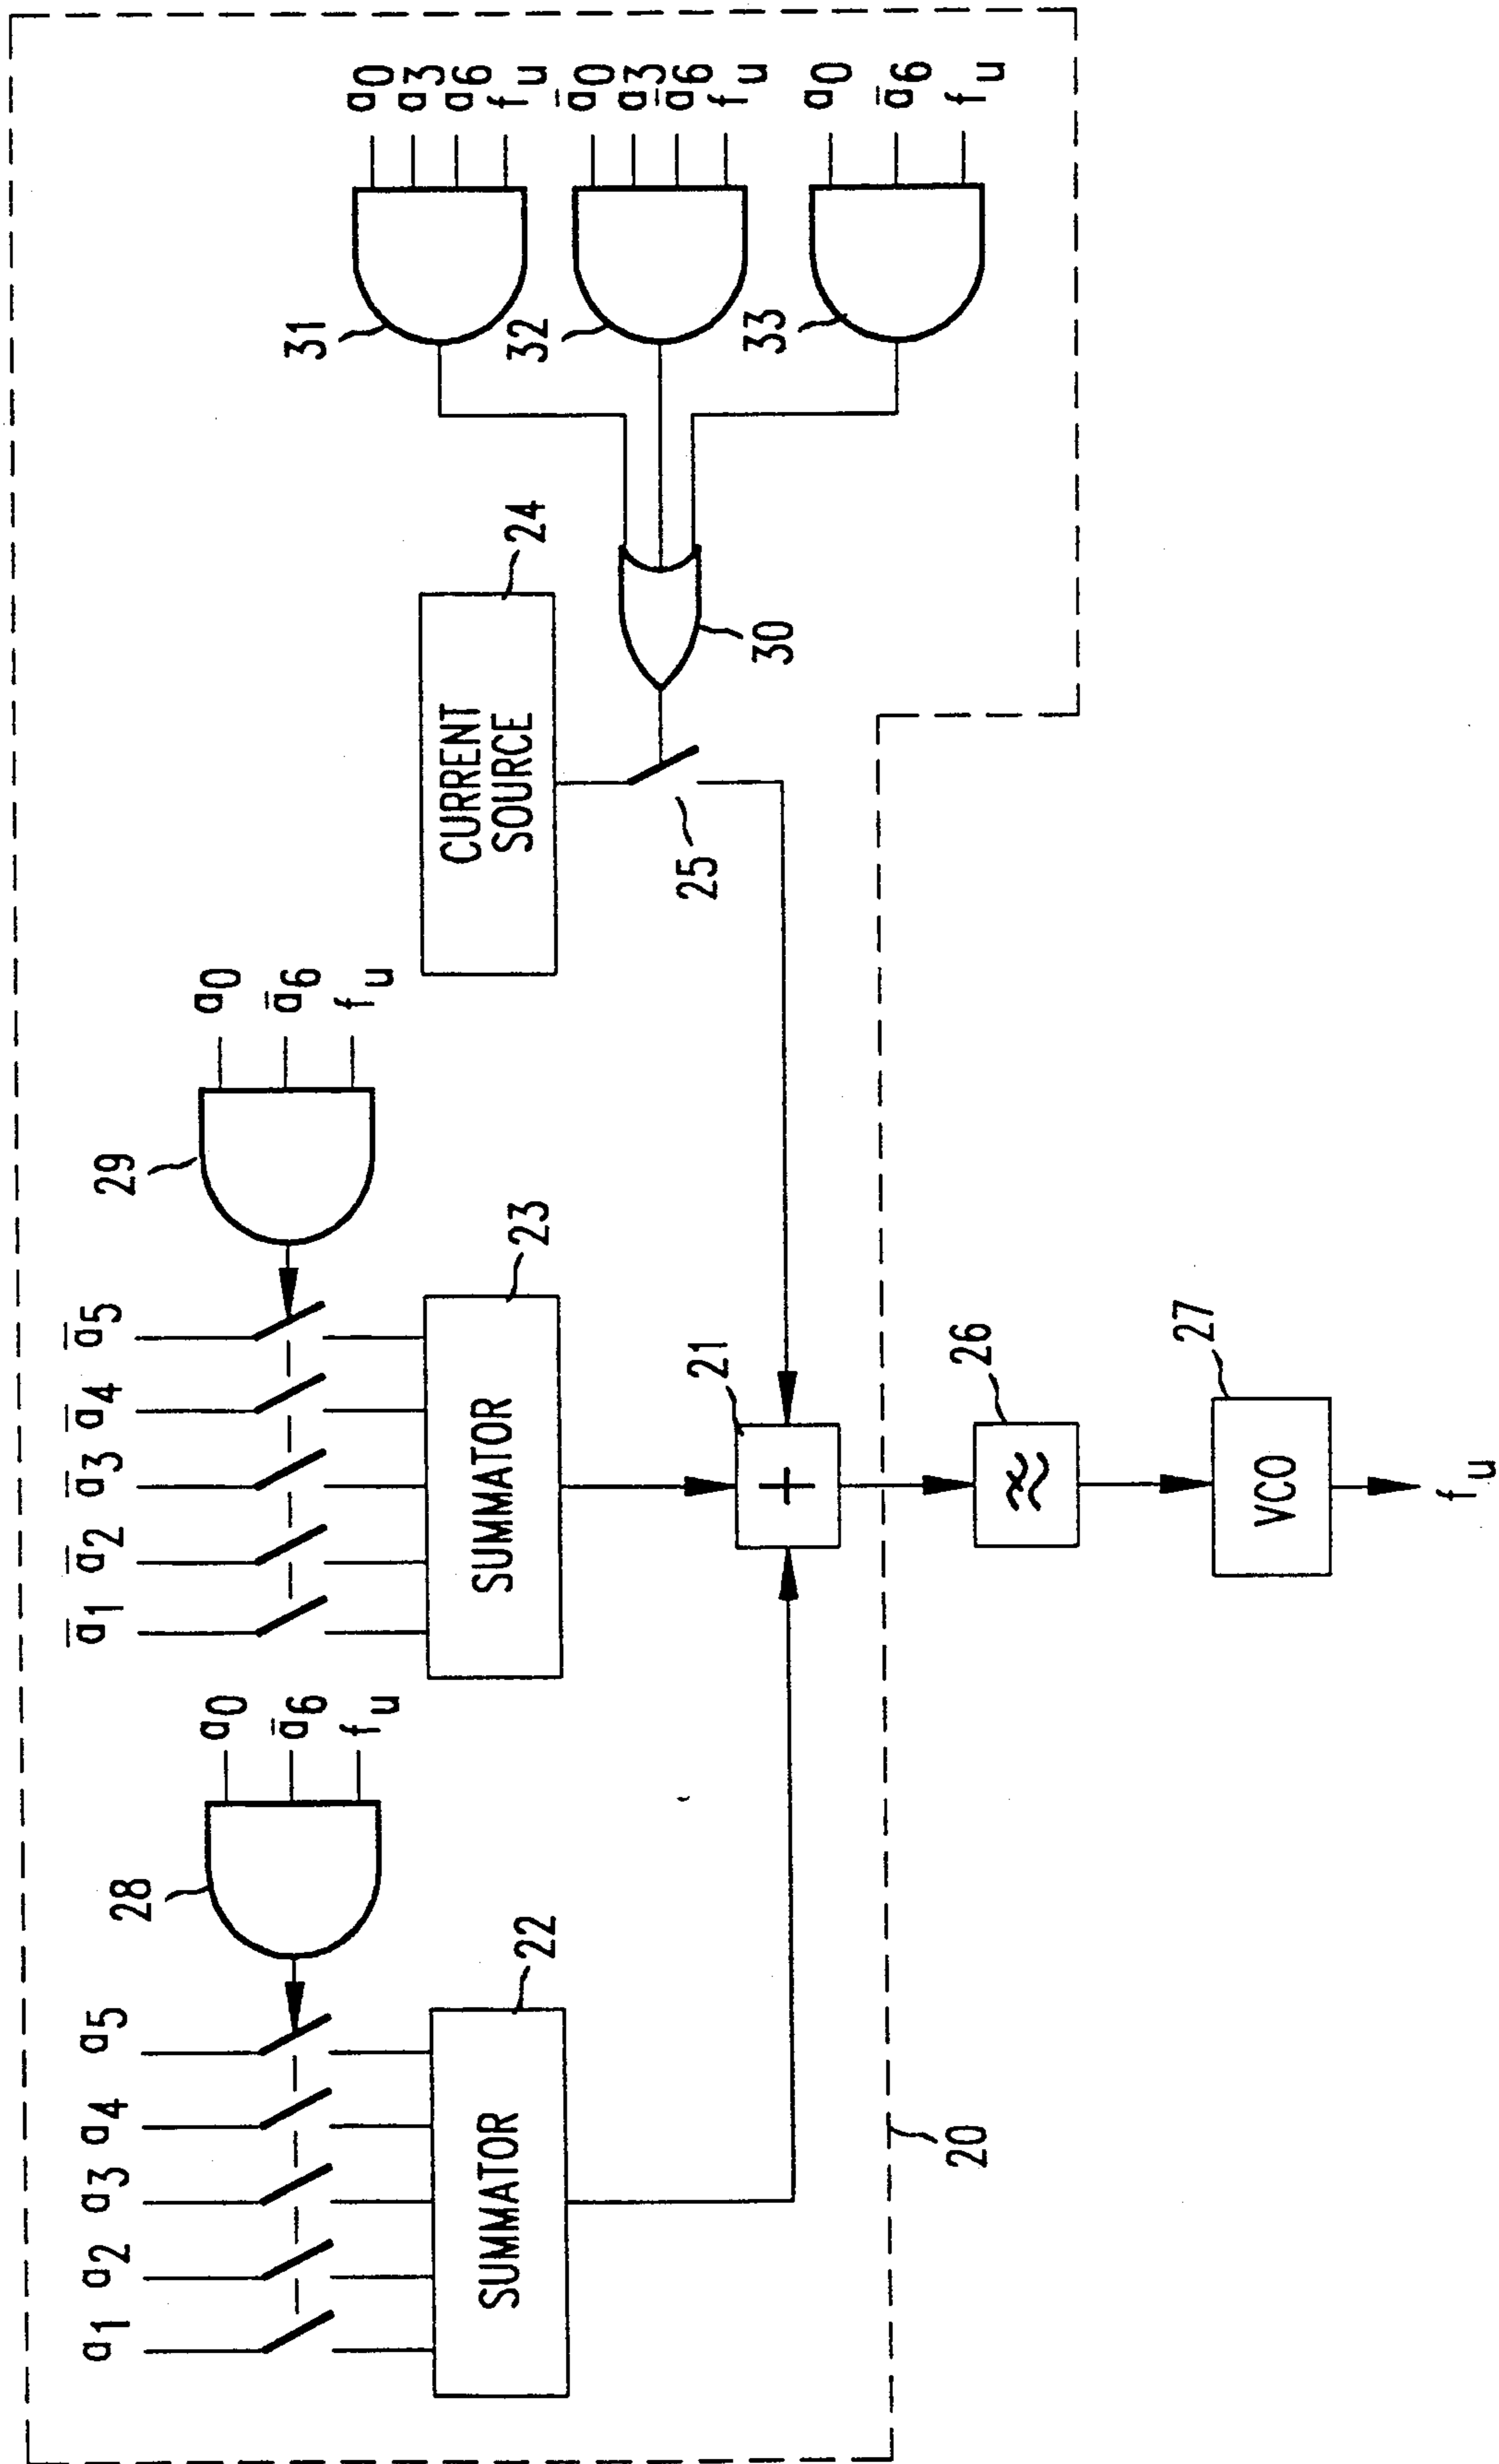 a1 a2 a3 a4 a5
28
a0
ā6
fu
SUMMATOR
22
ā1 ā2 ā3 ā4 ā5
29
a0
ā6
fu
SUMMATOR
23
CURRENT
SOURCE
24
25
30
31
a0
a3
a6
fu
32
ā0
a3
ā6
fu
33
a0
ā6
fu
21
+
20
26
27
VCO
fu